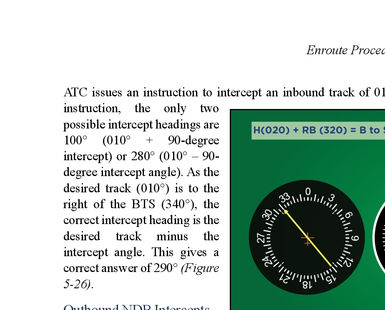 Enroute Proced
ATC issues an instruction to intercept an inbound track of 01
instruction, the only two
possible intercept headings are
100° (010° + 90-degree
intercept) or 280° (010° – 90-
degree intercept angle). As the
desired track (010°) is to the
right of the BTS (340°), the
correct intercept heading is the
desired track minus the
intercept angle. This gives a
correct answer of 290° (Figure
5-26).
H(020) + RB (320) = B to S
0
3
6
9
12
15
18
21
24
27
30
33
Outbound NDB Intercepts